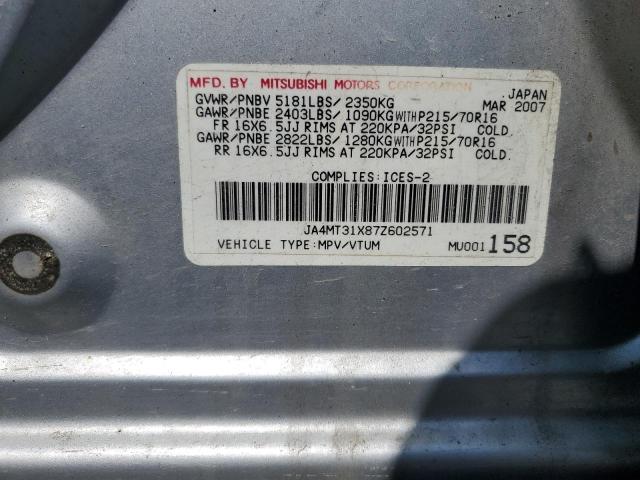 MFD. BY MITSUBISHI MOTORS CORPORATION
JAPAN
GVWR/PNBV 5181LBS/ 2350KG MAR 2007
GAWR/PNBE 2403LBS/ 1090KG WITH P215/70R16
FR 16X6.5JJ RIMS AT 220KPA/32PSI COLD.
GAWR/PNBE 2822LBS/ 1280KG WITH P215/70R16
RR 16X6.5JJ RIMS AT 220KPA/32PSI COLD.
COMPLIES:ICES-2
JA4MT31X87Z602571
VEHICLE TYPE:MPV/VTUM MU001 158